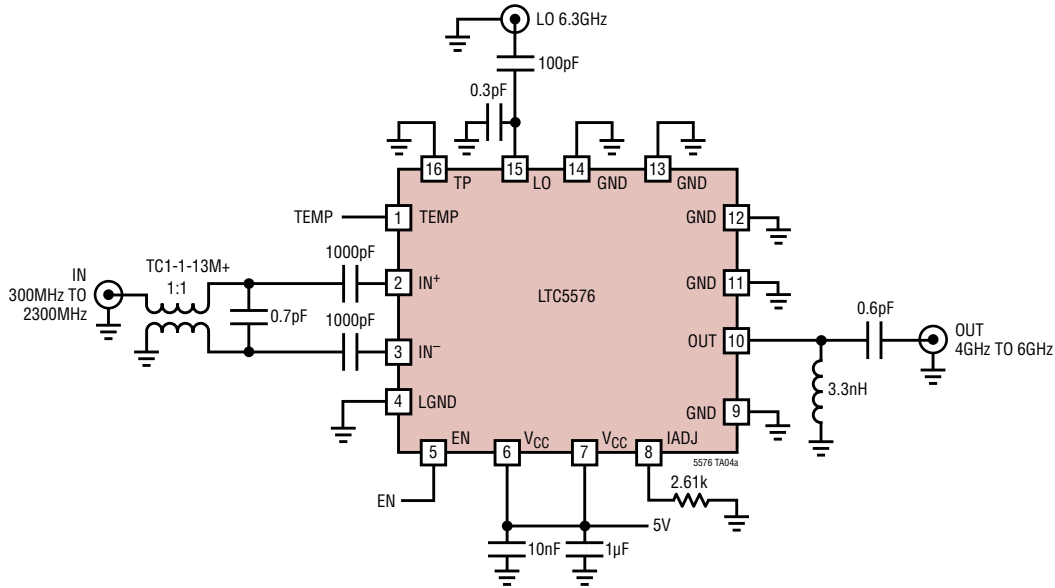 LO 6.3GHz
100pF
0.3pF
16
15
14
13
TP
LO
GND
GND
TEMP
1
TEMP
GND
12
1000pF
TC1-1-13M+
1:1
IN
300MHz TO
2300MHz
2
IN+
LTC5576
GND
11
0.7pF
1000pF
0.6pF
3
IN–
OUT
10
OUT
4GHz TO 6GHz
3.3nH
4
LGND
GND
9
EN
VCC
VCC
IADJ
5
6
7
8
5576 TA04a
2.61k
EN
5V
10nF
1µF